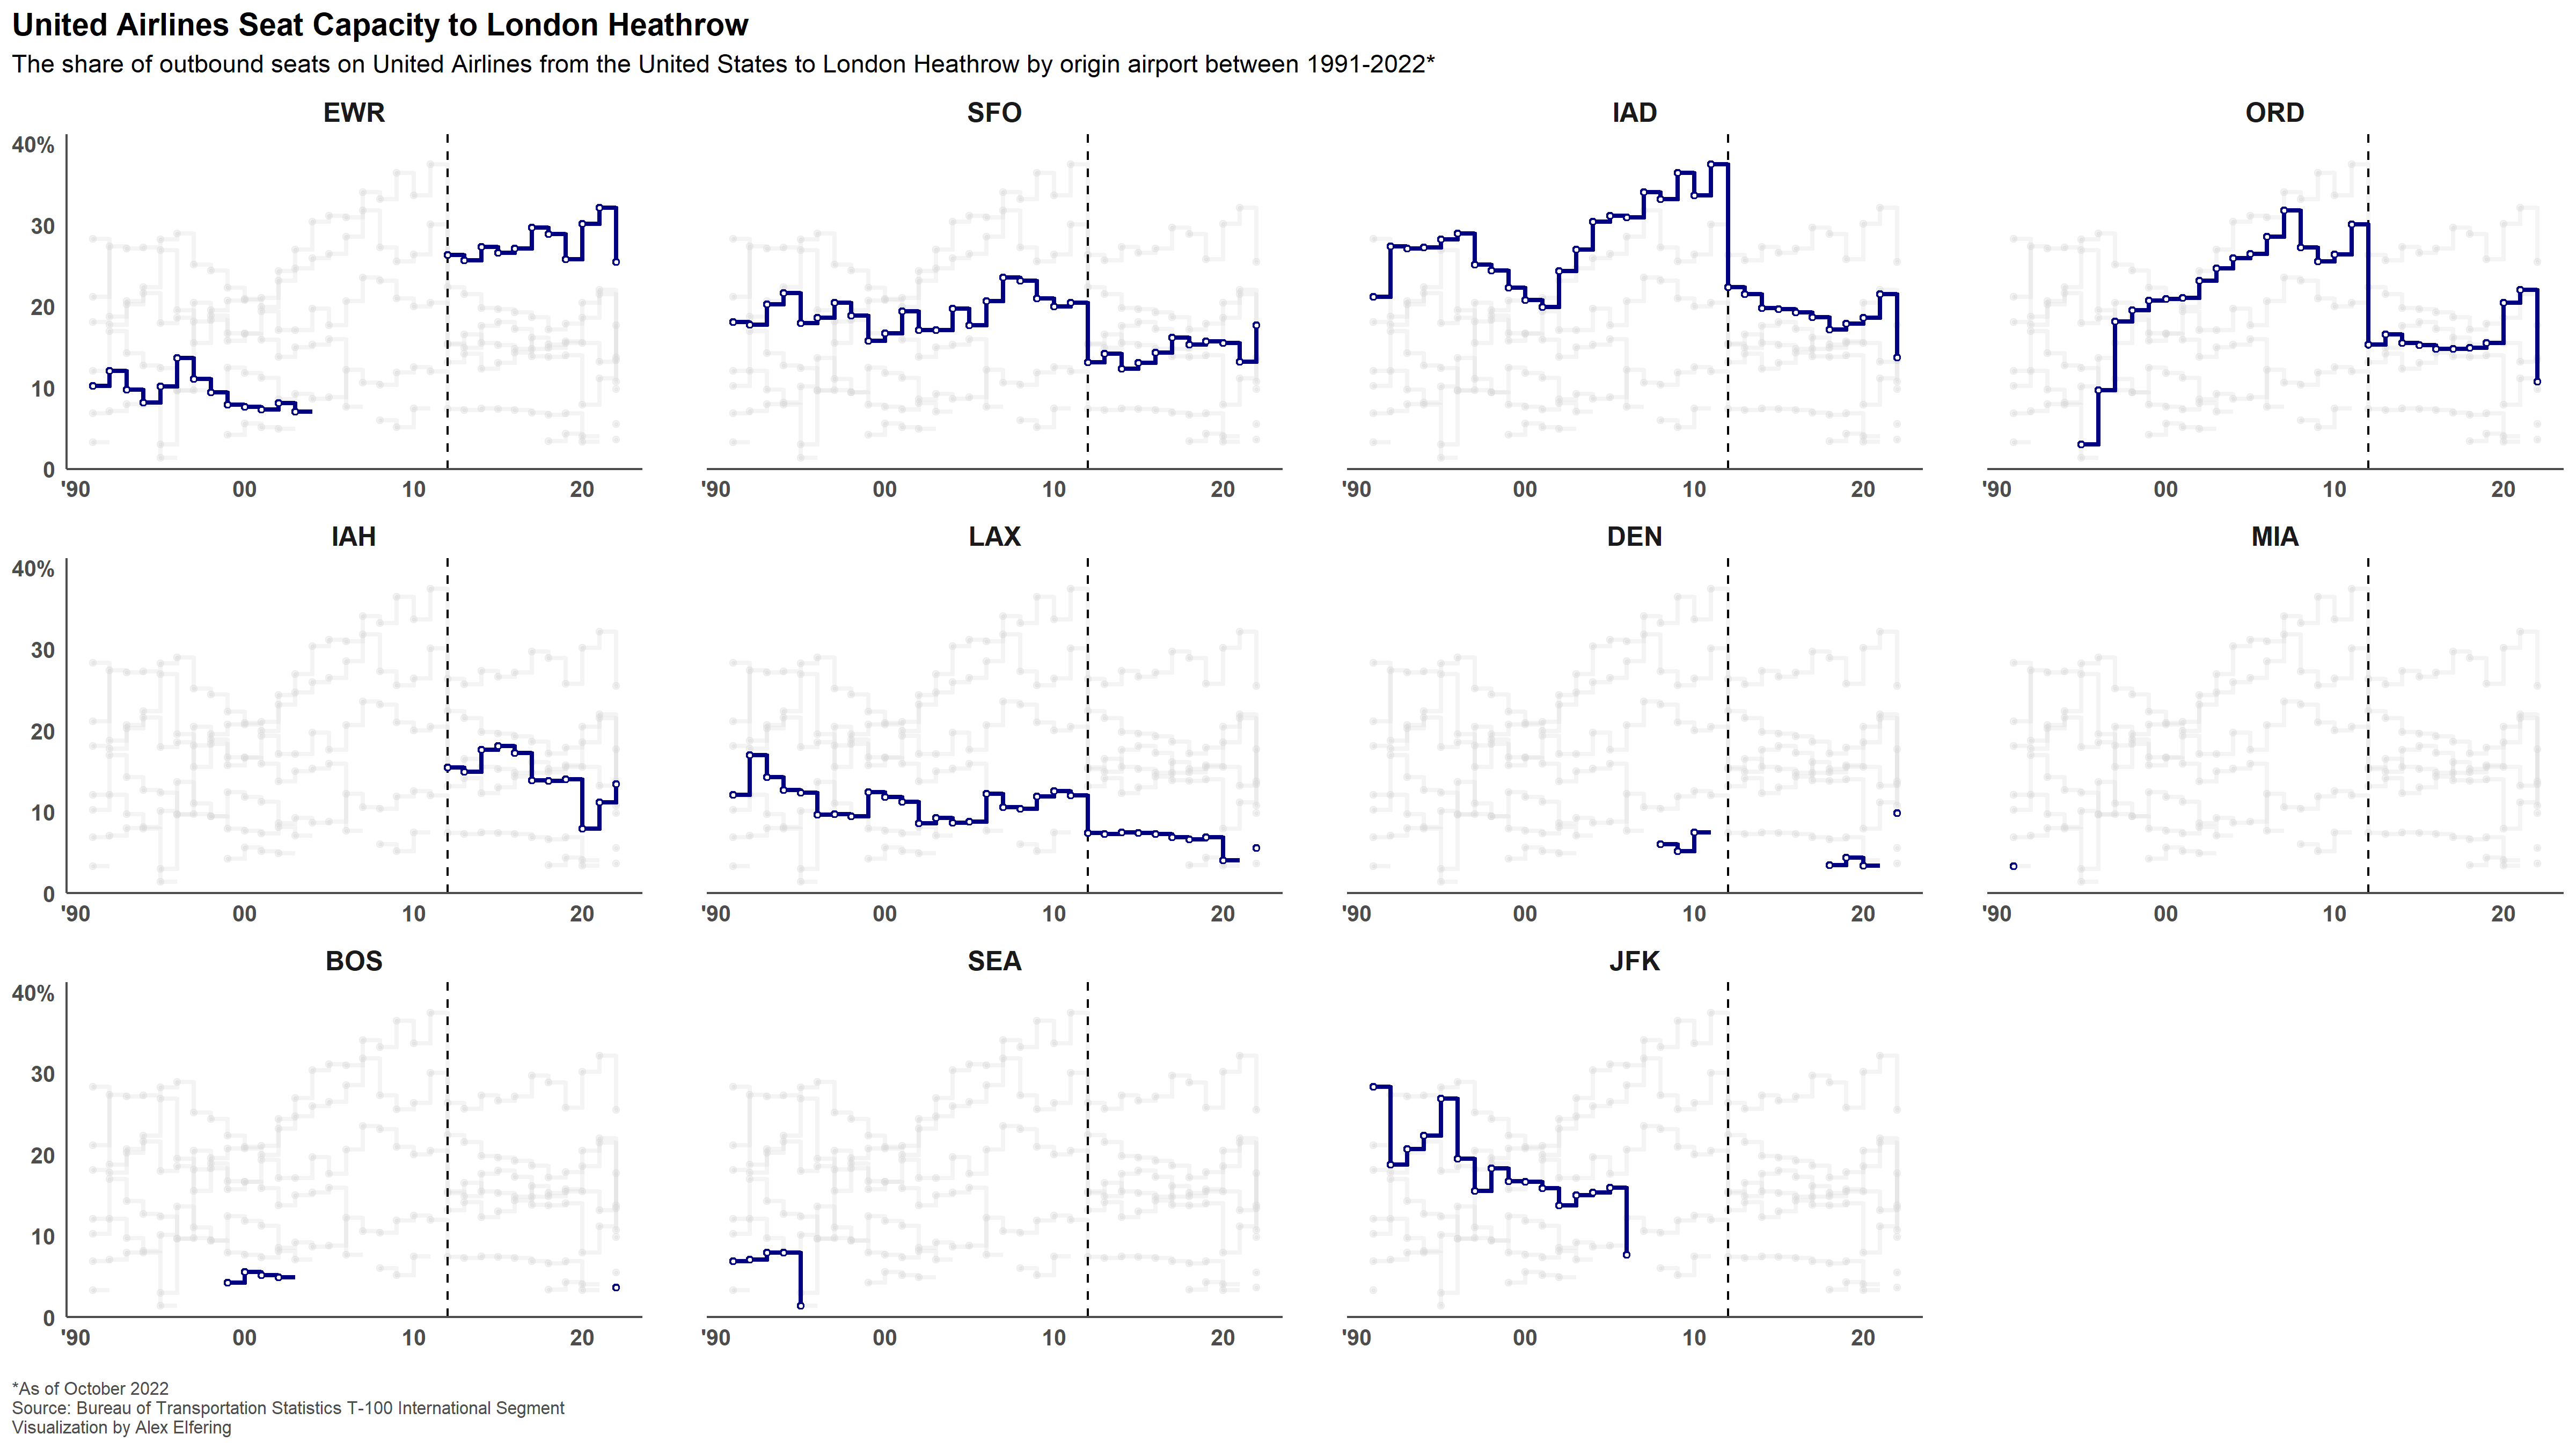 United Airlines Seat Capacity to London Heathrow
The share of outbound seats on United Airlines from the United States to London Heathrow by origin airport between 1991-2022*
EWR SFO IAD ORD
40%
30
20
10
0
'90 00 10 20 '90 00 10 20 '90 00 10 20 '90 00 10 20
IAH LAX DEN MIA
40%
30
20
10
0
'90 00 10 20 '90 00 10 20 '90 00 10 20 '90 00 10 20
BOS SEA JFK
40%
30
20
10
0
'90 00 10 20 '90 00 10 20 '90 00 10 20
*As of October 2022
Source: Bureau of Transportation Statistics T-100 International Segment
Visualization by Alex Elfering